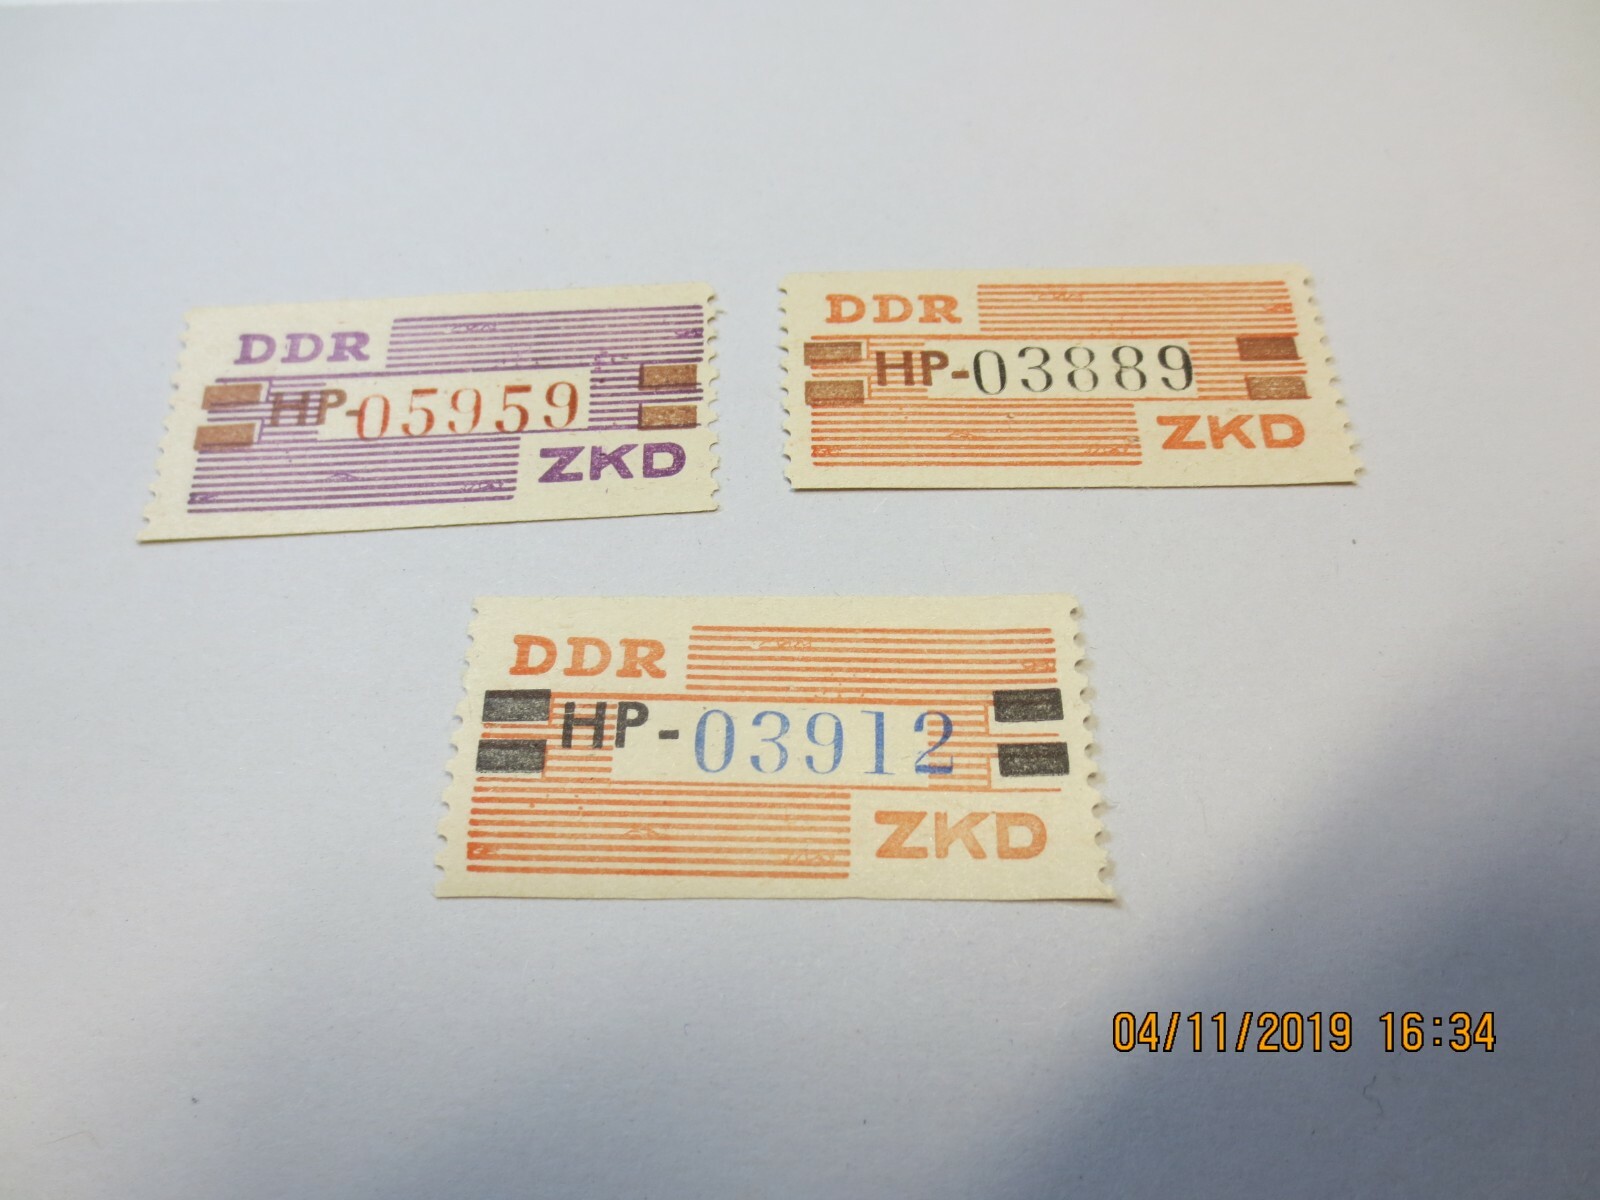 DDR
HP-05959
ZKD
DDR
HP-03889
ZKD
DDR
HP-03912
ZKD
04/11/2019 16:34